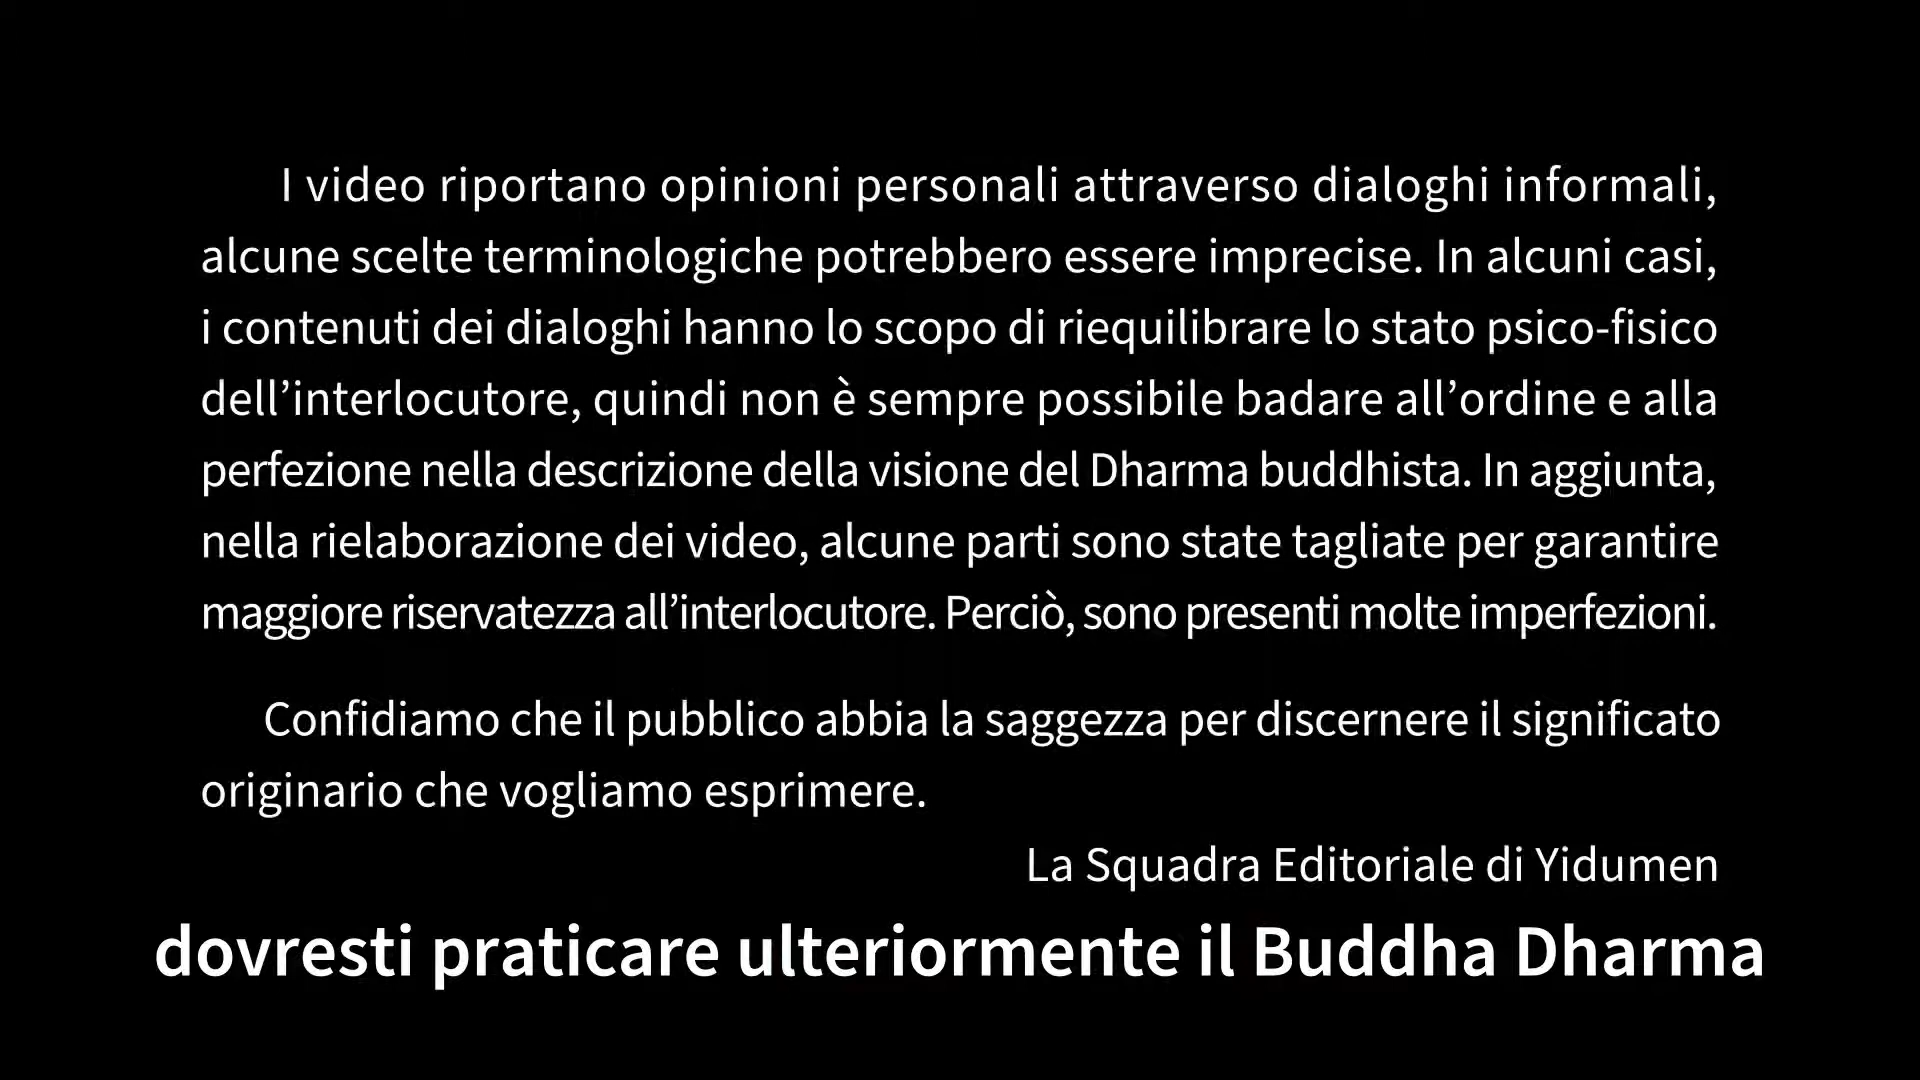 I video riportano opinioni personali attraverso dialoghi informali,
alcune scelte terminologiche potrebbero essere imprecise. In alcuni casi,
i contenuti dei dialoghi hanno lo scopo di riequilibrare lo stato psico-fisico
dell’interlocutore, quindi non è sempre possibile badare all’ordine e alla
perfezione nella descrizione della visione del Dharma buddhista. In aggiunta,
nella rielaborazione dei video, alcune parti sono state tagliate per garantire
maggiore riservatezza all’interlocutore. Perciò, sono presenti molte imperfezioni.
Confidiamo che il pubblico abbia la saggezza per discernere il significato
originario che vogliamo esprimere.
La Squadra Editoriale di Yidumen
dovresti praticare ulteriormente il Buddha Dharma